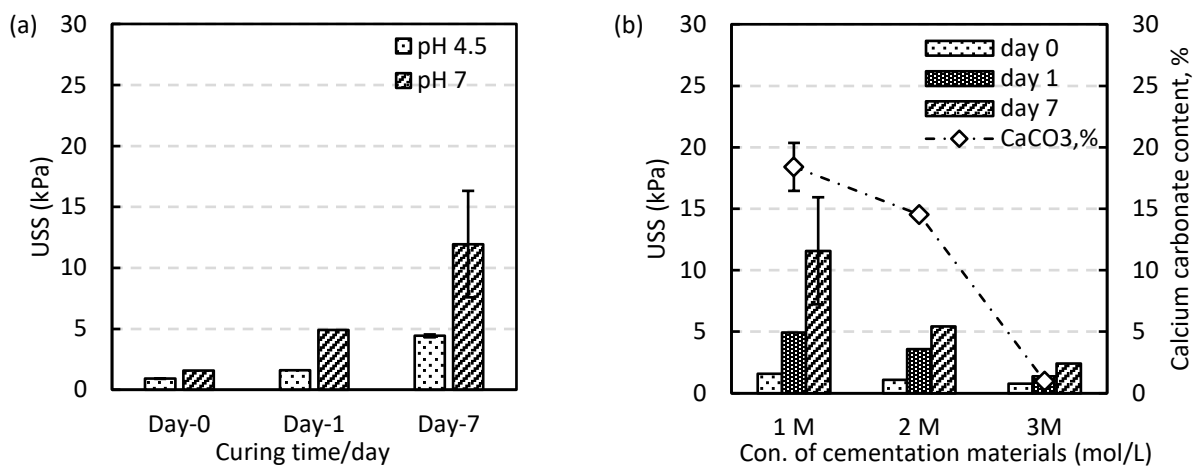 (a)
30
25
20
15
10
5
0
USS (kPa)
pH 4.5
pH 7
Day-0 Day-1 Day-7
Curing time/day
(b)
30
25
20
15
10
5
0
USS (kPa)
day 0
day 1
day 7
CaCO3,%
30
25
20
15
10
5
0
Calcium carbonate content, %
1 M 2 M 3M
Con. of cementation materials (mol/L)